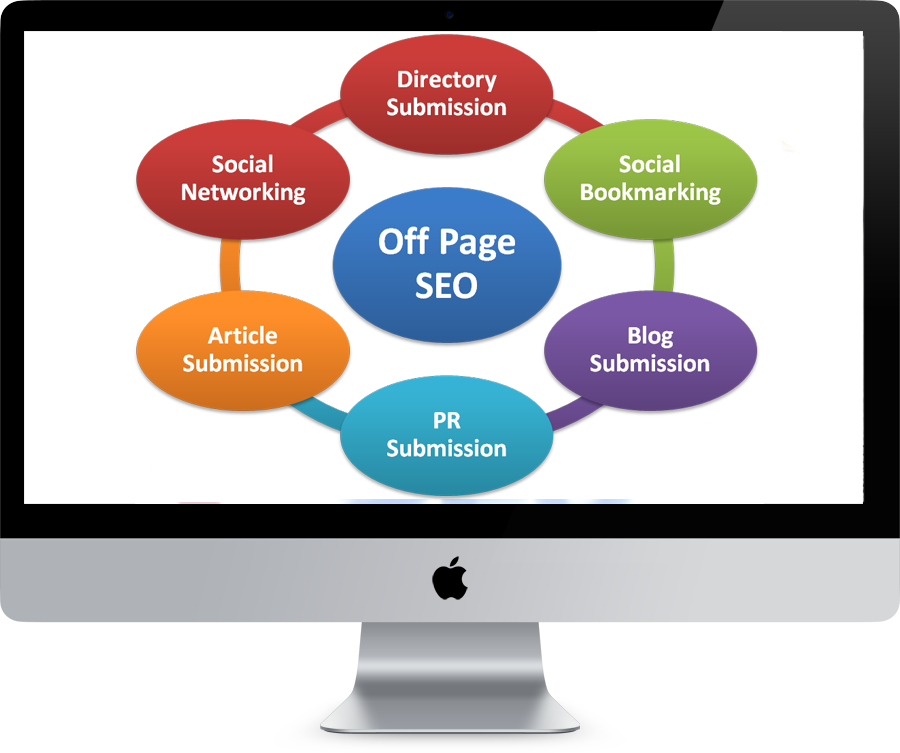 Directory
Submission
Social
Networking
Social
Bookmarking
Off Page
SEO
Article
Submission
Blog
Submission
PR
Submission